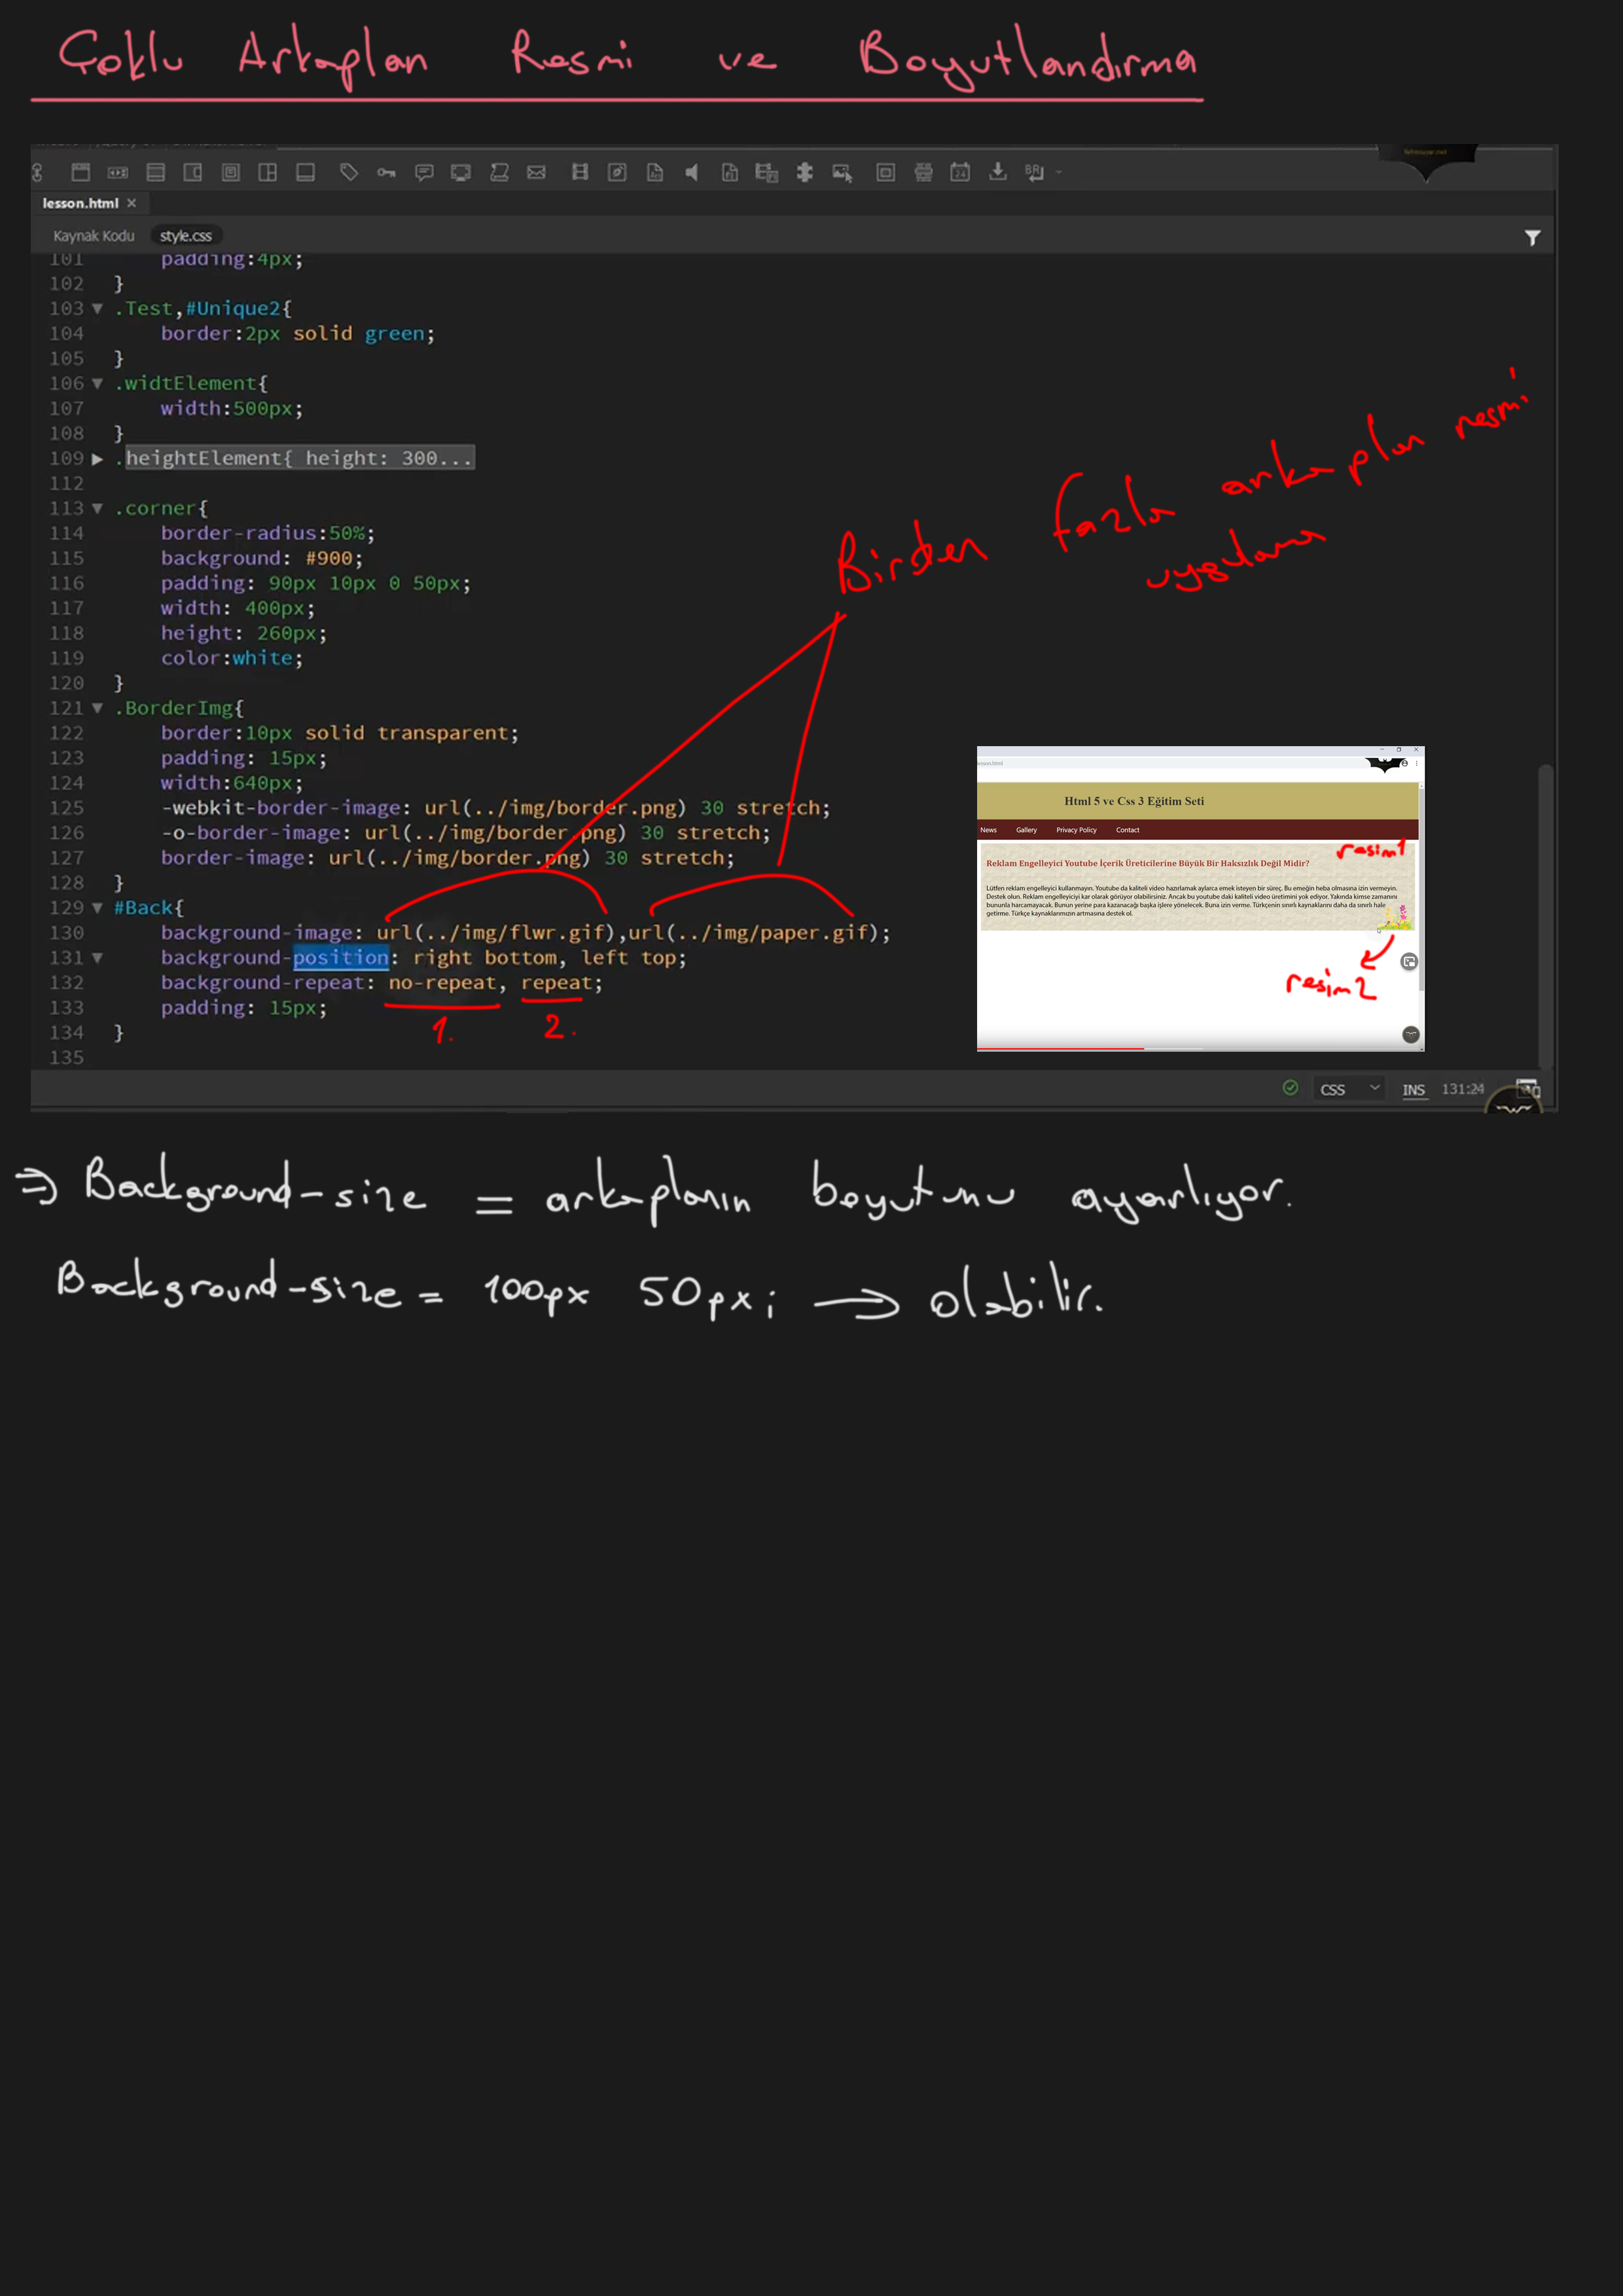 Çoklu Arkaplan Resmi ve Boyutlandırma
lesson.html ×
Kaynak Kodu style.css
101 padding:4px;
102 }
103 .Test,#Unique2{
104 border:2px solid green;
105 }
106 .widtElement{
107 width:500px;
108 }
109 .heightElement{ height: 300...
112
113 .corner{
114 border-radius:50%;
115 background: #900;
116 padding: 90px 10px 0 50px;
117 width: 400px;
118 height: 260px;
119 color:white;
120 }
121 .BorderImg{
122 border:10px solid transparent;
123 padding: 15px;
124 width:640px;
125 -webkit-border-image: url(../img/border.png) 30 stretch;
126 -o-border-image: url(../img/border.png) 30 stretch;
127 border-image: url(../img/border.png) 30 stretch;
128 }
129 #Back{
130 background-image: url(../img/flwr.gif),url(../img/paper.gif);
131 background-position: right bottom, left top;
132 background-repeat: no-repeat, repeat;
133 padding: 15px;
134 }
135
1. 2.
Birden fazla arkaplan resmi
uygulama
lesson.html
Html 5 ve Css 3 Eğitim Seti
News Gallery Privacy Policy Contact
resim1
Reklam Engelleyici Youtube İçerik Üreticilerine Büyük Bir Haksızlık Değil Midir?
Lütfen reklam engelleyici kullanmayın. Youtube da kaliteli video hazırlamak aylarca emek isteyen bir süreç. Bu emeğin heba olmasına izin vermeyin.
Destek olun. Reklam engelleyiciyi kar olarak görüyor olabilirsiniz. Ancak bu youtube daki kaliteli video üretimini yok ediyor. Yakında kimse zamanını
bununla harcamayacak. Bunun yerine para kazanacağı başka işlere yönelecek. Buna izin verme. Türkçenin sınırlı kaynaklarını daha da sınırlı hale
getirme. Türkçe kaynaklarımızın artmasına destek ol.
resim2
CSS INS 131:24
⇒ Background-size = arkaplanın boyutunu ayarlıyor.
Background-size = 100px 50px; → olabilir.